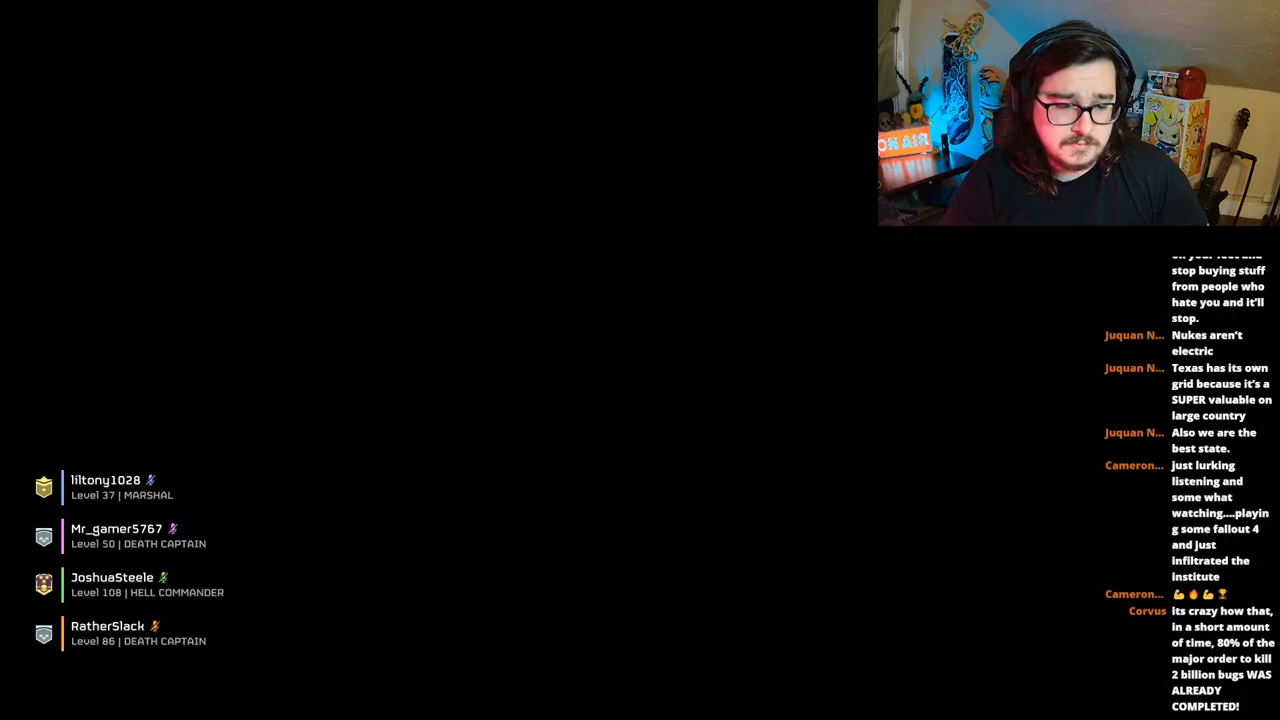 ON AIR
stop buying stuff
from people who
hate you and it'll
stop.
Juquan N... Nukes aren't
electric
Juquan N... Texas has its own
grid because it's a
SUPER valuable on
large country
Juquan N... Also we are the
best state.
Cameron... just lurking
listening and
some what
watching....playin
g some fallout 4
and just
infiltrated the
institute
Cameron... 💪🔥💪🏆
Corvus its crazy how that,
in a short amount
of time, 80% of the
major order to kill
2 billion bugs WAS
ALREADY
COMPLETED!
liltony1028
Level 37 | MARSHAL
Mr_gamer5767
Level 50 | DEATH CAPTAIN
JoshuaSteele
Level 108 | HELL COMMANDER
RatherSlack
Level 86 | DEATH CAPTAIN